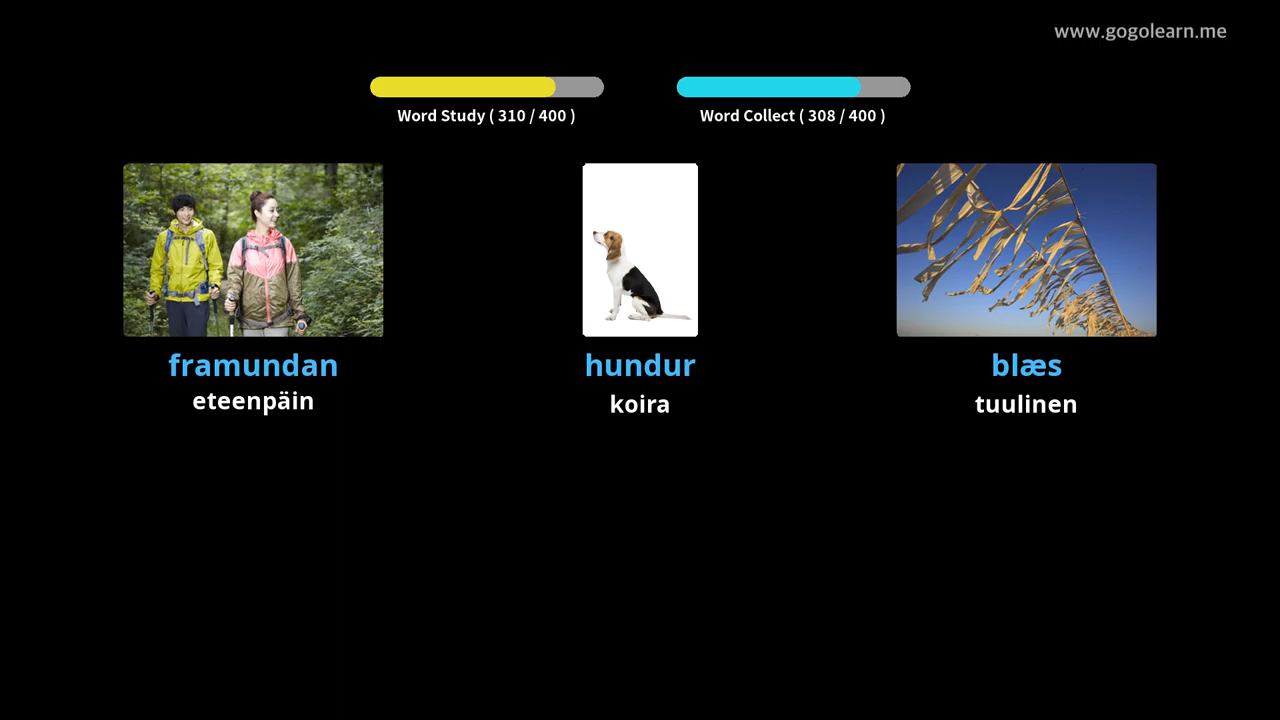 www.gogolearn.me
Word Study ( 310 / 400 )
Word Collect ( 308 / 400 )
framundan
hundur
blæs
eteenpäin
koira
tuulinen